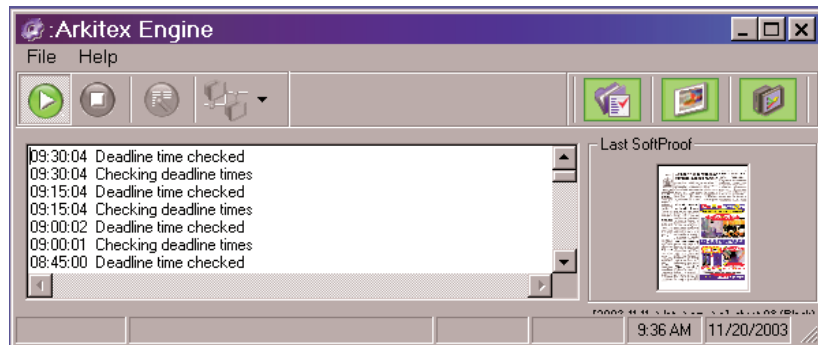 :Arkitex Engine
File Help
09:30:04 Deadline time checked
09:30:04 Checking deadline times
09:15:04 Deadline time checked
09:15:04 Checking deadline times
09:00:02 Deadline time checked
09:00:01 Checking deadline times
08:45:00 Deadline time checked
Last SoftProof
9:36 AM 11/20/2003